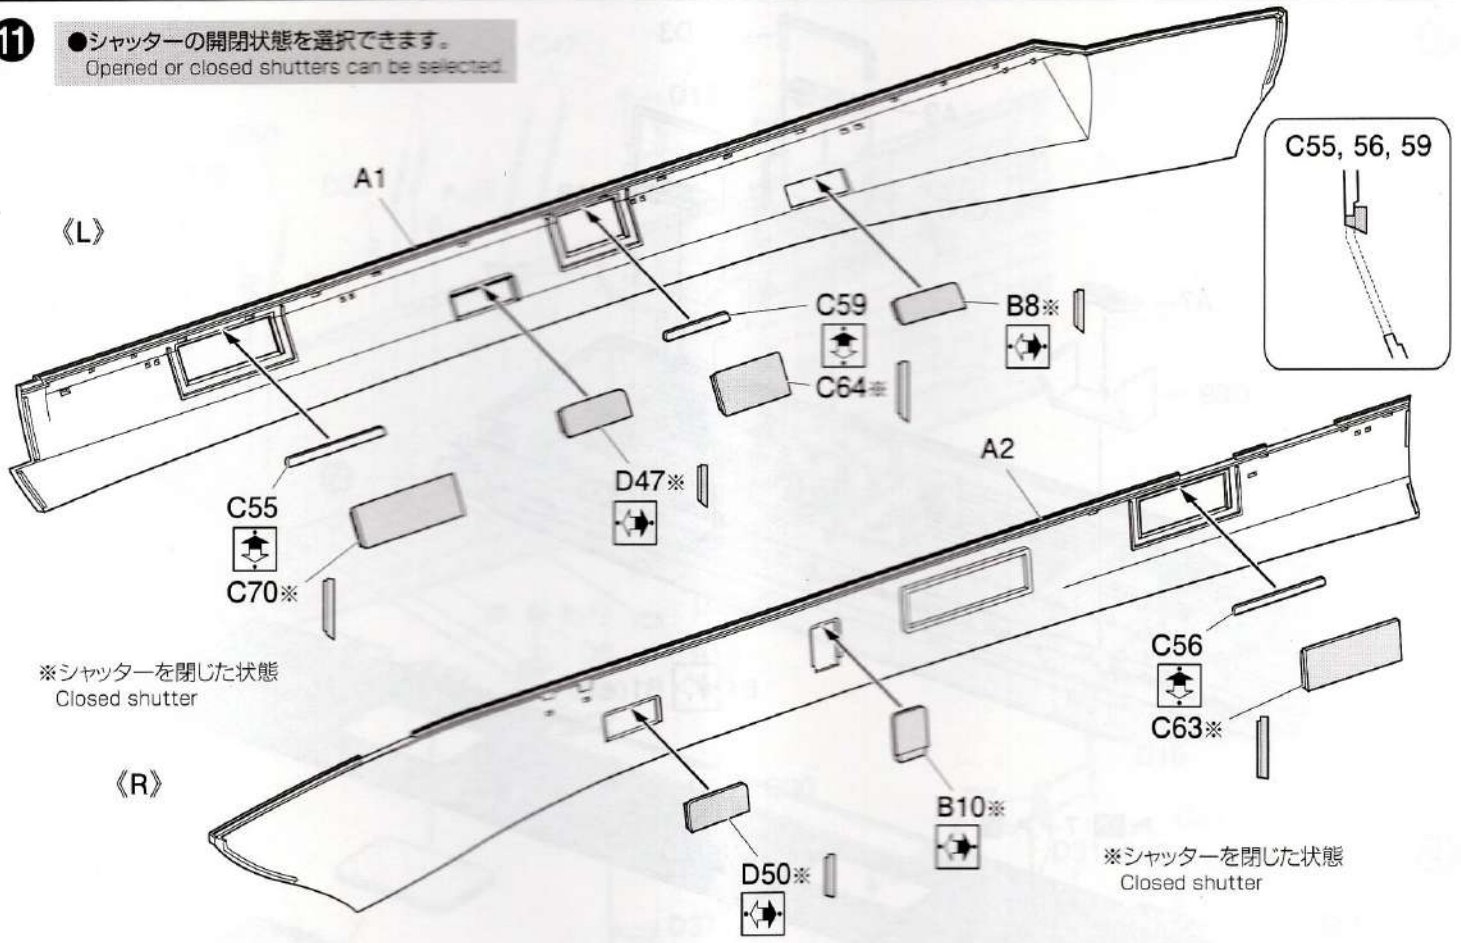 11
●シャッターの開閉状態を選択できます。
Opened or closed shutters can be selected.
A1
《L》
C55, 56, 59
C59
B8※
C64※
A2
D47※
C55
C70※
※シャッターを閉じた状態
Closed shutter
C56
C63※
《R》
B10※
D50※
※シャッターを閉じた状態
Closed shutter